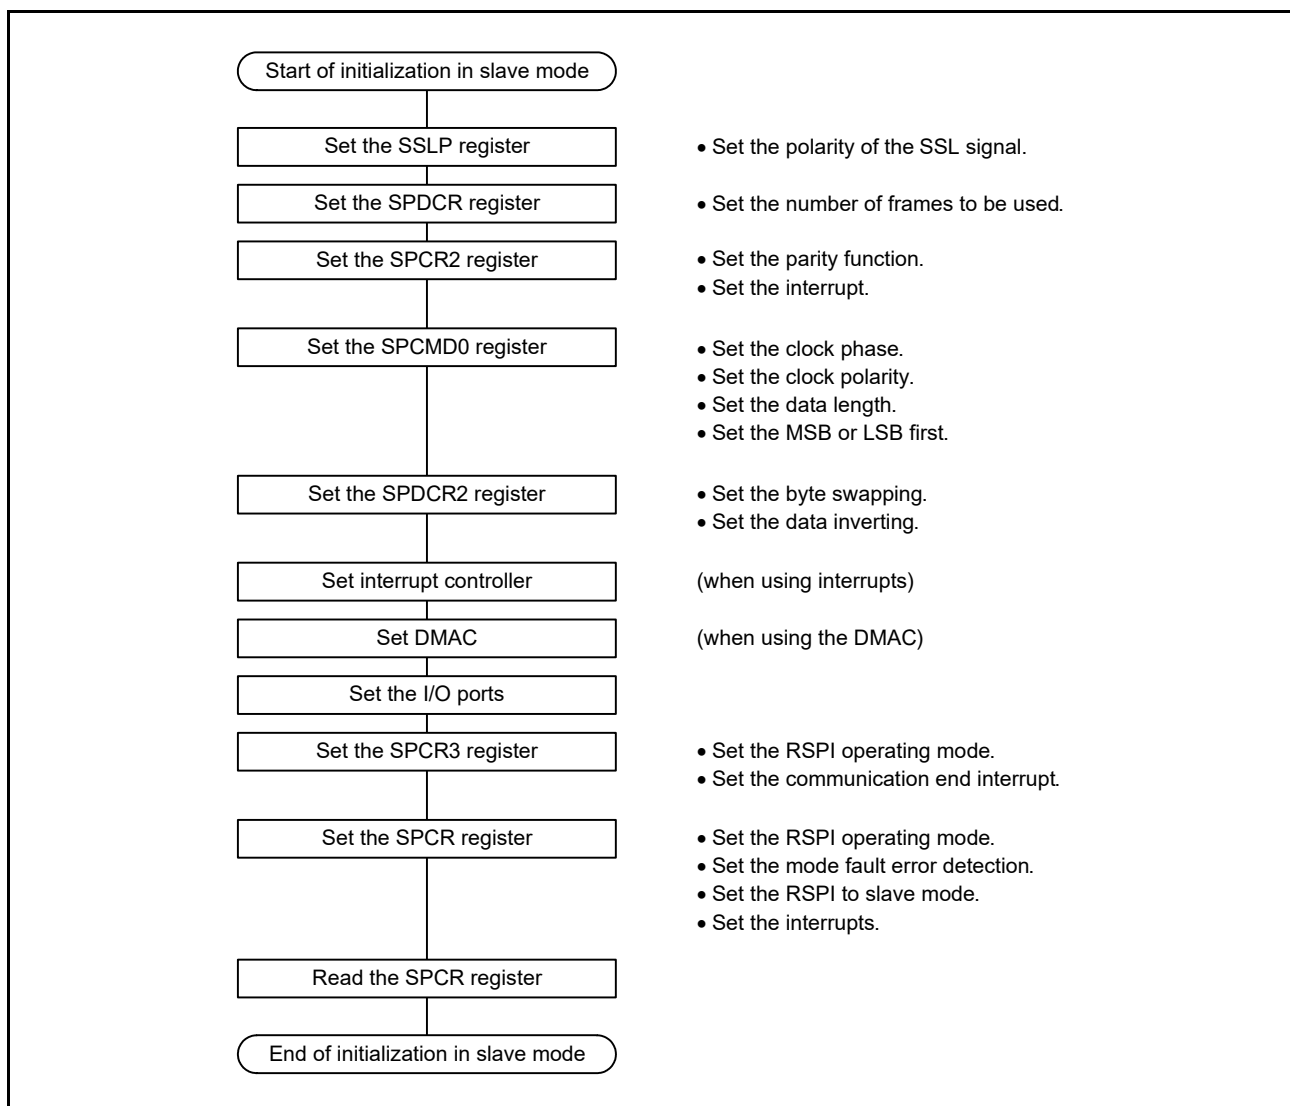 Start of initialization in slave mode
Set the SSLP register
• Set the polarity of the SSL signal.
Set the SPDCR register
• Set the number of frames to be used.
Set the SPCR2 register
• Set the parity function.
• Set the interrupt.
Set the SPCMD0 register
• Set the clock phase.
• Set the clock polarity.
• Set the data length.
• Set the MSB or LSB first.
Set the SPDCR2 register
• Set the byte swapping.
• Set the data inverting.
Set interrupt controller
(when using interrupts)
Set DMAC
(when using the DMAC)
Set the I/O ports
Set the SPCR3 register
• Set the RSPI operating mode.
• Set the communication end interrupt.
Set the SPCR register
• Set the RSPI operating mode.
• Set the mode fault error detection.
• Set the RSPI to slave mode.
• Set the interrupts.
Read the SPCR register
End of initialization in slave mode